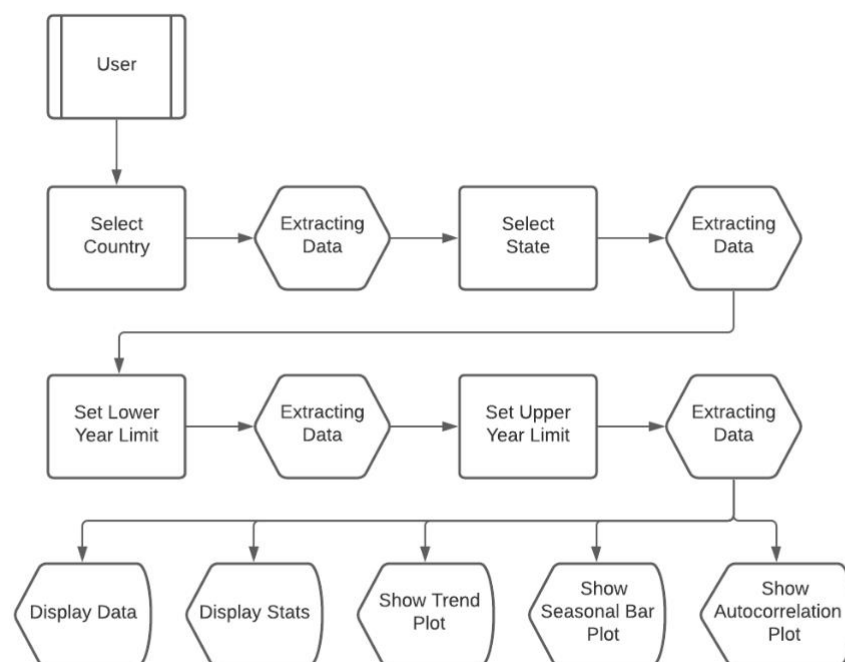 User
Select
Country
Extracting
Data
Select
State
Extracting
Data
Set Lower
Year Limit
Extracting
Data
Set Upper
Year Limit
Extracting
Data
Display Data
Display Stats
Show Trend
Plot
Show
Seasonal Bar
Plot
Show
Autocorrelation
Plot